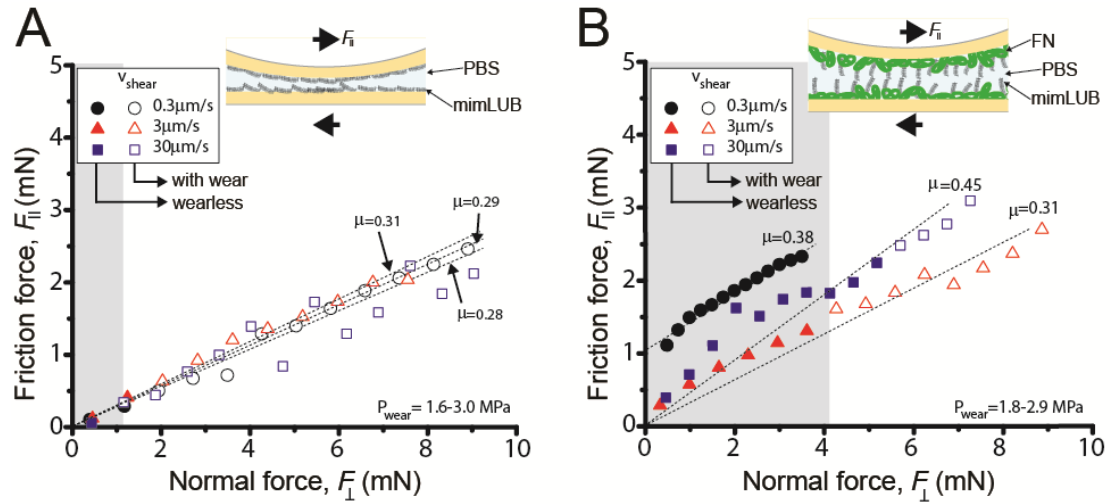 A
F||
PBS
mimLUB
v shear
0.3μm/s
3μm/s
30μm/s
with wear
wearless
μ=0.31
μ=0.29
μ=0.28
P wear = 1.6-3.0 MPa
5
4
3
2
1
0
0 2 4 6 8 10
Friction force, F|| (mN)
Normal force, F⊥ (mN)
B
F||
FN
PBS
mimLUB
v shear
0.3μm/s
3μm/s
30μm/s
with wear
wearless
μ=0.45
μ=0.38
μ=0.31
P wear = 1.8-2.9 MPa
5
4
3
2
1
0
0 2 4 6 8 10
Friction force, F|| (mN)
Normal force, F⊥ (mN)